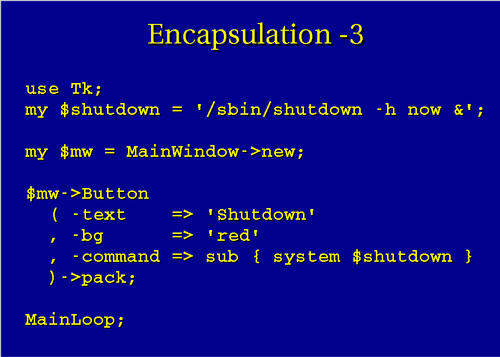 Encapsulation -3
use Tk;
my $shutdown = '/sbin/shutdown -h now &';
my $mw = MainWindow->new;
$mw->Button
( -text => 'Shutdown'
, -bg => 'red'
, -command => sub { system $shutdown }
)->pack;
MainLoop;